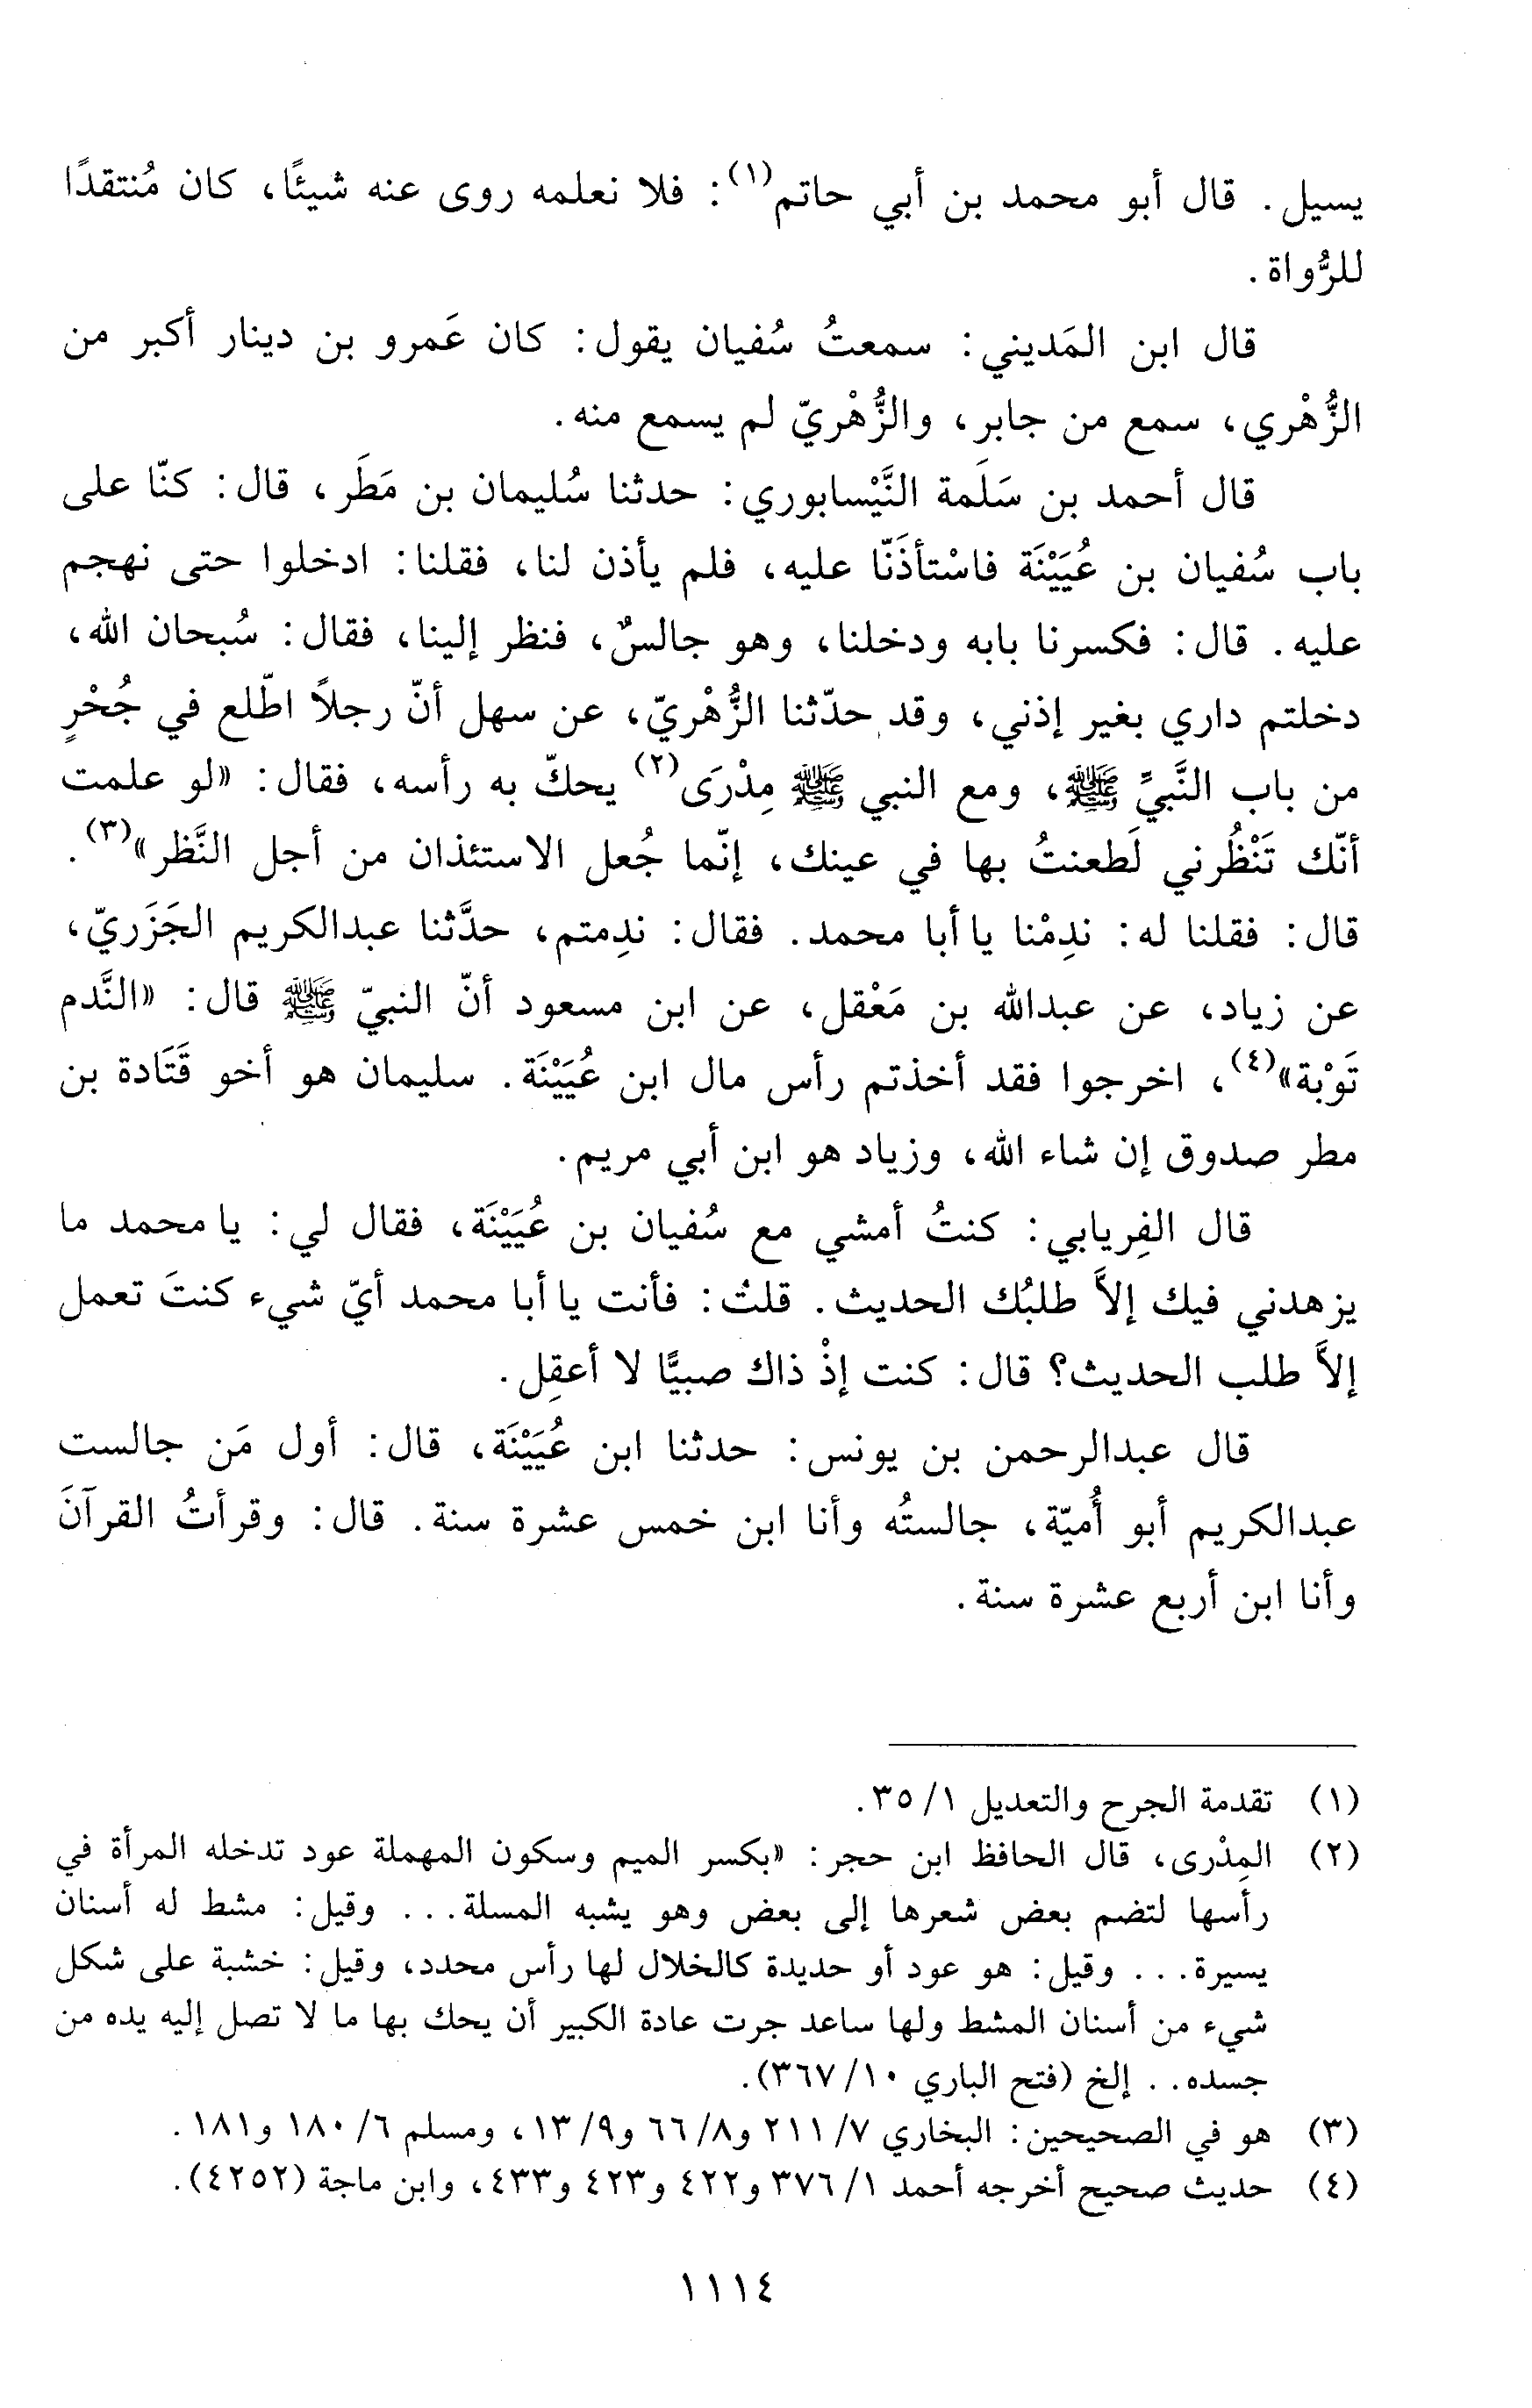 يسيل. قال أبو محمد بن أبي حاتم(١): فلا نعلمه روى عنه شيئًا، كان مُنتقدًا
للرُّواة.
قال ابن المَديني: سمعتُ سُفيان يقول: كان عَمرو بن دينار أكبر من
الزُّهْري، سمع من جابر، والزُّهْريّ لم يسمع منه.
قال أحمد بن سَلَمة النَّيْسابوري: حدثنا سُليمان بن مَطَر، قال: كنّا على
باب سُفيان بن عُيَيْنَة فاسْتأذَنّا عليه، فلم يأذن لنا، فقلنا: ادخلوا حتى نهجم
عليه. قال: فكسرنا بابه ودخلنا، وهو جالسٌ، فنظر إلينا، فقال: سُبحان الله،
دخلتم داري بغير إذني، وقد حدّثنا الزُّهْريّ، عن سهل أنّ رجلاً اطّلع في جُحْرٍ
من باب النَّبيِّ ﷺ، ومع النبي ﷺ مِدْرَى(٢) يحكّ به رأسه، فقال: «لو علمت
أنّك تَنْظُرني لَطعنتُ بها في عينك، إنّما جُعل الاستئذان من أجل النَّظر»(٣).
قال: فقلنا له: ندِمْنا يا أبا محمد. فقال: ندِمتم، حدَّثنا عبدالكريم الجَزَريّ،
عن زياد، عن عبدالله بن مَعْقل، عن ابن مسعود أنّ النبيّ ﷺ قال: «النَّدم
تَوْبة»(٤)، اخرجوا فقد أخذتم رأس مال ابن عُيَيْنَة. سليمان هو أخو قَتَادة بن
مطر صدوق إن شاء الله، وزياد هو ابن أبي مريم.
قال الفِريابي: كنتُ أمشي مع سُفيان بن عُيَيْنَة، فقال لي: يا محمد ما
يزهدني فيك إلاَّ طلبُك الحديث. قلتُ: فأنت يا أبا محمد أيّ شيء كنتَ تعمل
إلاَّ طلب الحديث؟ قال: كنت إذْ ذاك صبيًّا لا أعقِل.
قال عبدالرحمن بن يونس: حدثنا ابن عُيَيْنَة، قال: أول مَن جالست
عبدالكريم أبو أُميّة، جالستُه وأنا ابن خمس عشرة سنة. قال: وقرأتُ القرآنَ
وأنا ابن أربع عشرة سنة.
(١) تقدمة الجرح والتعديل ١/ ٣٥.
(٢) المِدْرى، قال الحافظ ابن حجر: «بكسر الميم وسكون المهملة عود تدخله المرأة في
رأسها لتضم بعض شعرها إلى بعض وهو يشبه المسلة... وقيل: مشط له أسنان
يسيرة... وقيل: هو عود أو حديدة كالخلال لها رأس محدد، وقيل: خشبة على شكل
شيء من أسنان المشط ولها ساعد جرت عادة الكبير أن يحك بها ما لا تصل إليه يده من
جسده.. إلخ (فتح الباري ١٠/ ٣٦٧).
(٣) هو في الصحيحين: البخاري ٧/ ٢١١ و٨/ ٦٦ و٩/ ١٣، ومسلم ٦/ ١٨٠ و١٨١.
(٤) حديث صحيح أخرجه أحمد ١/ ٣٧٦ و٤٢٢ و٤٢٣ و٤٣٣، وابن ماجة (٤٢٥٢).
١١١٤